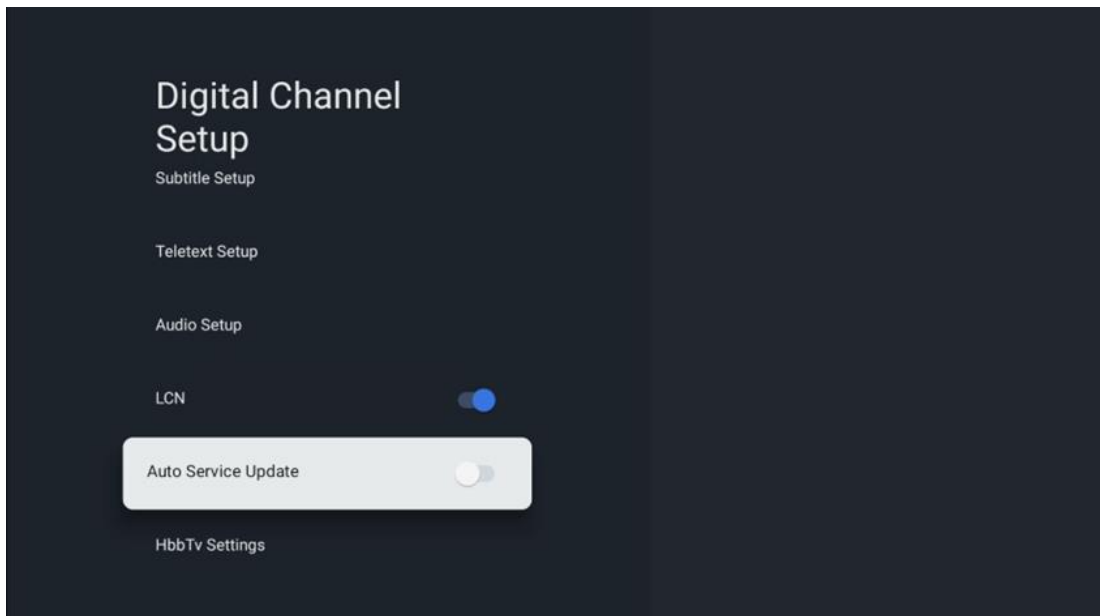 Digital Channel
Setup
Subtitle Setup
Teletext Setup
Audio Setup
LCN
Auto Service Update
HbbTv Settings